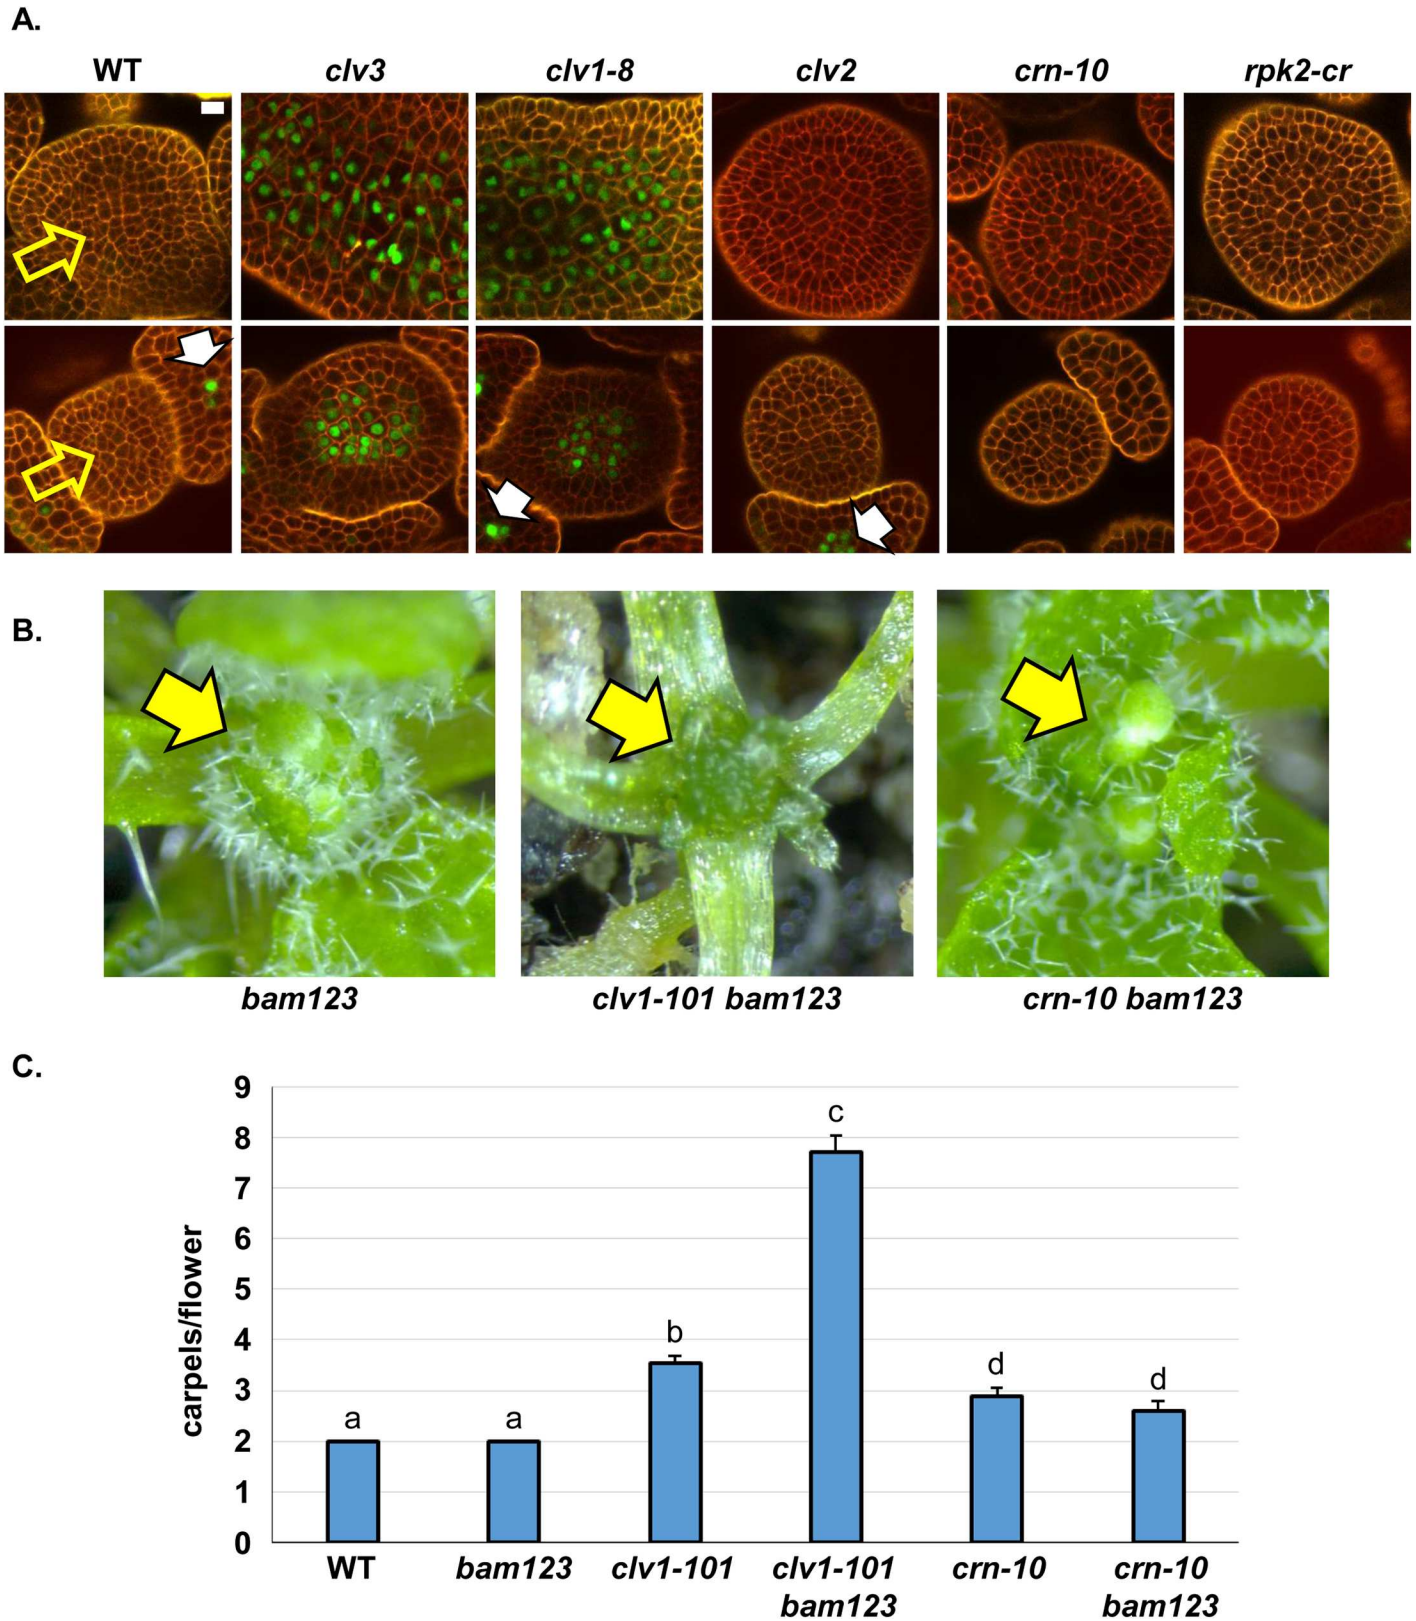 A.
WT clv3 clv1-8 clv2 crn-10 rpk2-cr
B.
bam123 clv1-101 bam123 crn-10 bam123
C.
9
8
7
6
5
4
3
2
1
0
carpels/flower
a a b c d d
WT bam123 clv1-101 clv1-101 crn-10 crn-10
bam123 bam123